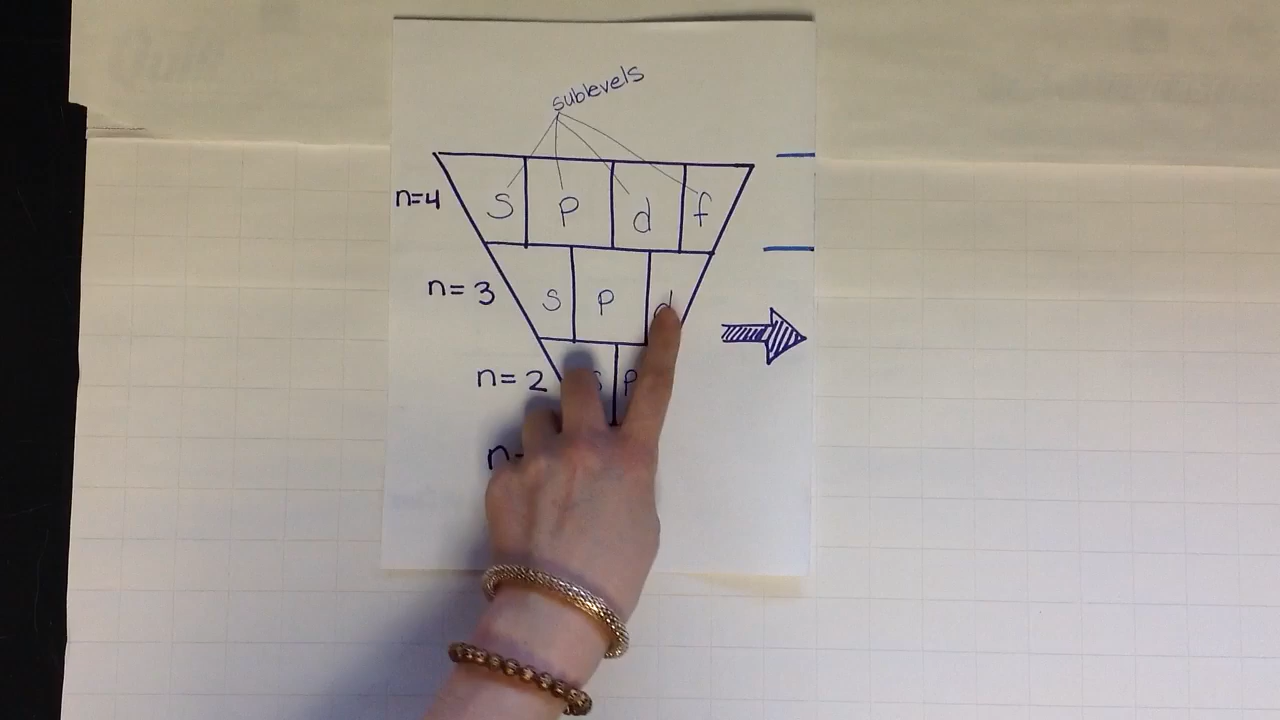 sublevels
n=4 s p d f
n=3 s p d
n=2 s p
n=